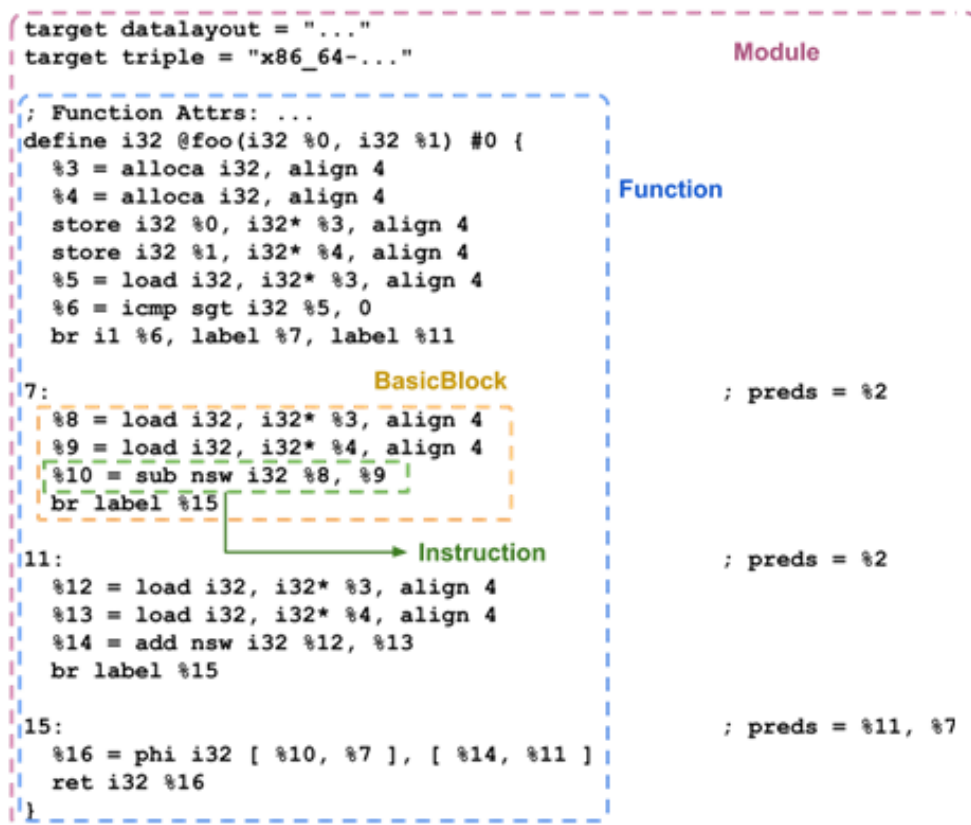 target datalayout = "..."
target triple = "x86_64-..."
Module
; Function Attrs: ...
define i32 @foo(i32 %0, i32 %1) #0 {
%3 = alloca i32, align 4
%4 = alloca i32, align 4
Function
store i32 %0, i32* %3, align 4
store i32 %1, i32* %4, align 4
%5 = load i32, i32* %3, align 4
%6 = icmp sgt i32 %5, 0
br i1 %6, label %7, label %11
BasicBlock
7: ; preds = %2
%8 = load i32, i32* %3, align 4
%9 = load i32, i32* %4, align 4
%10 = sub nsw i32 %8, %9
br label %15
Instruction
11: ; preds = %2
%12 = load i32, i32* %3, align 4
%13 = load i32, i32* %4, align 4
%14 = add nsw i32 %12, %13
br label %15
15: ; preds = %11, %7
%16 = phi i32 [ %10, %7 ], [ %14, %11 ]
ret i32 %16
}